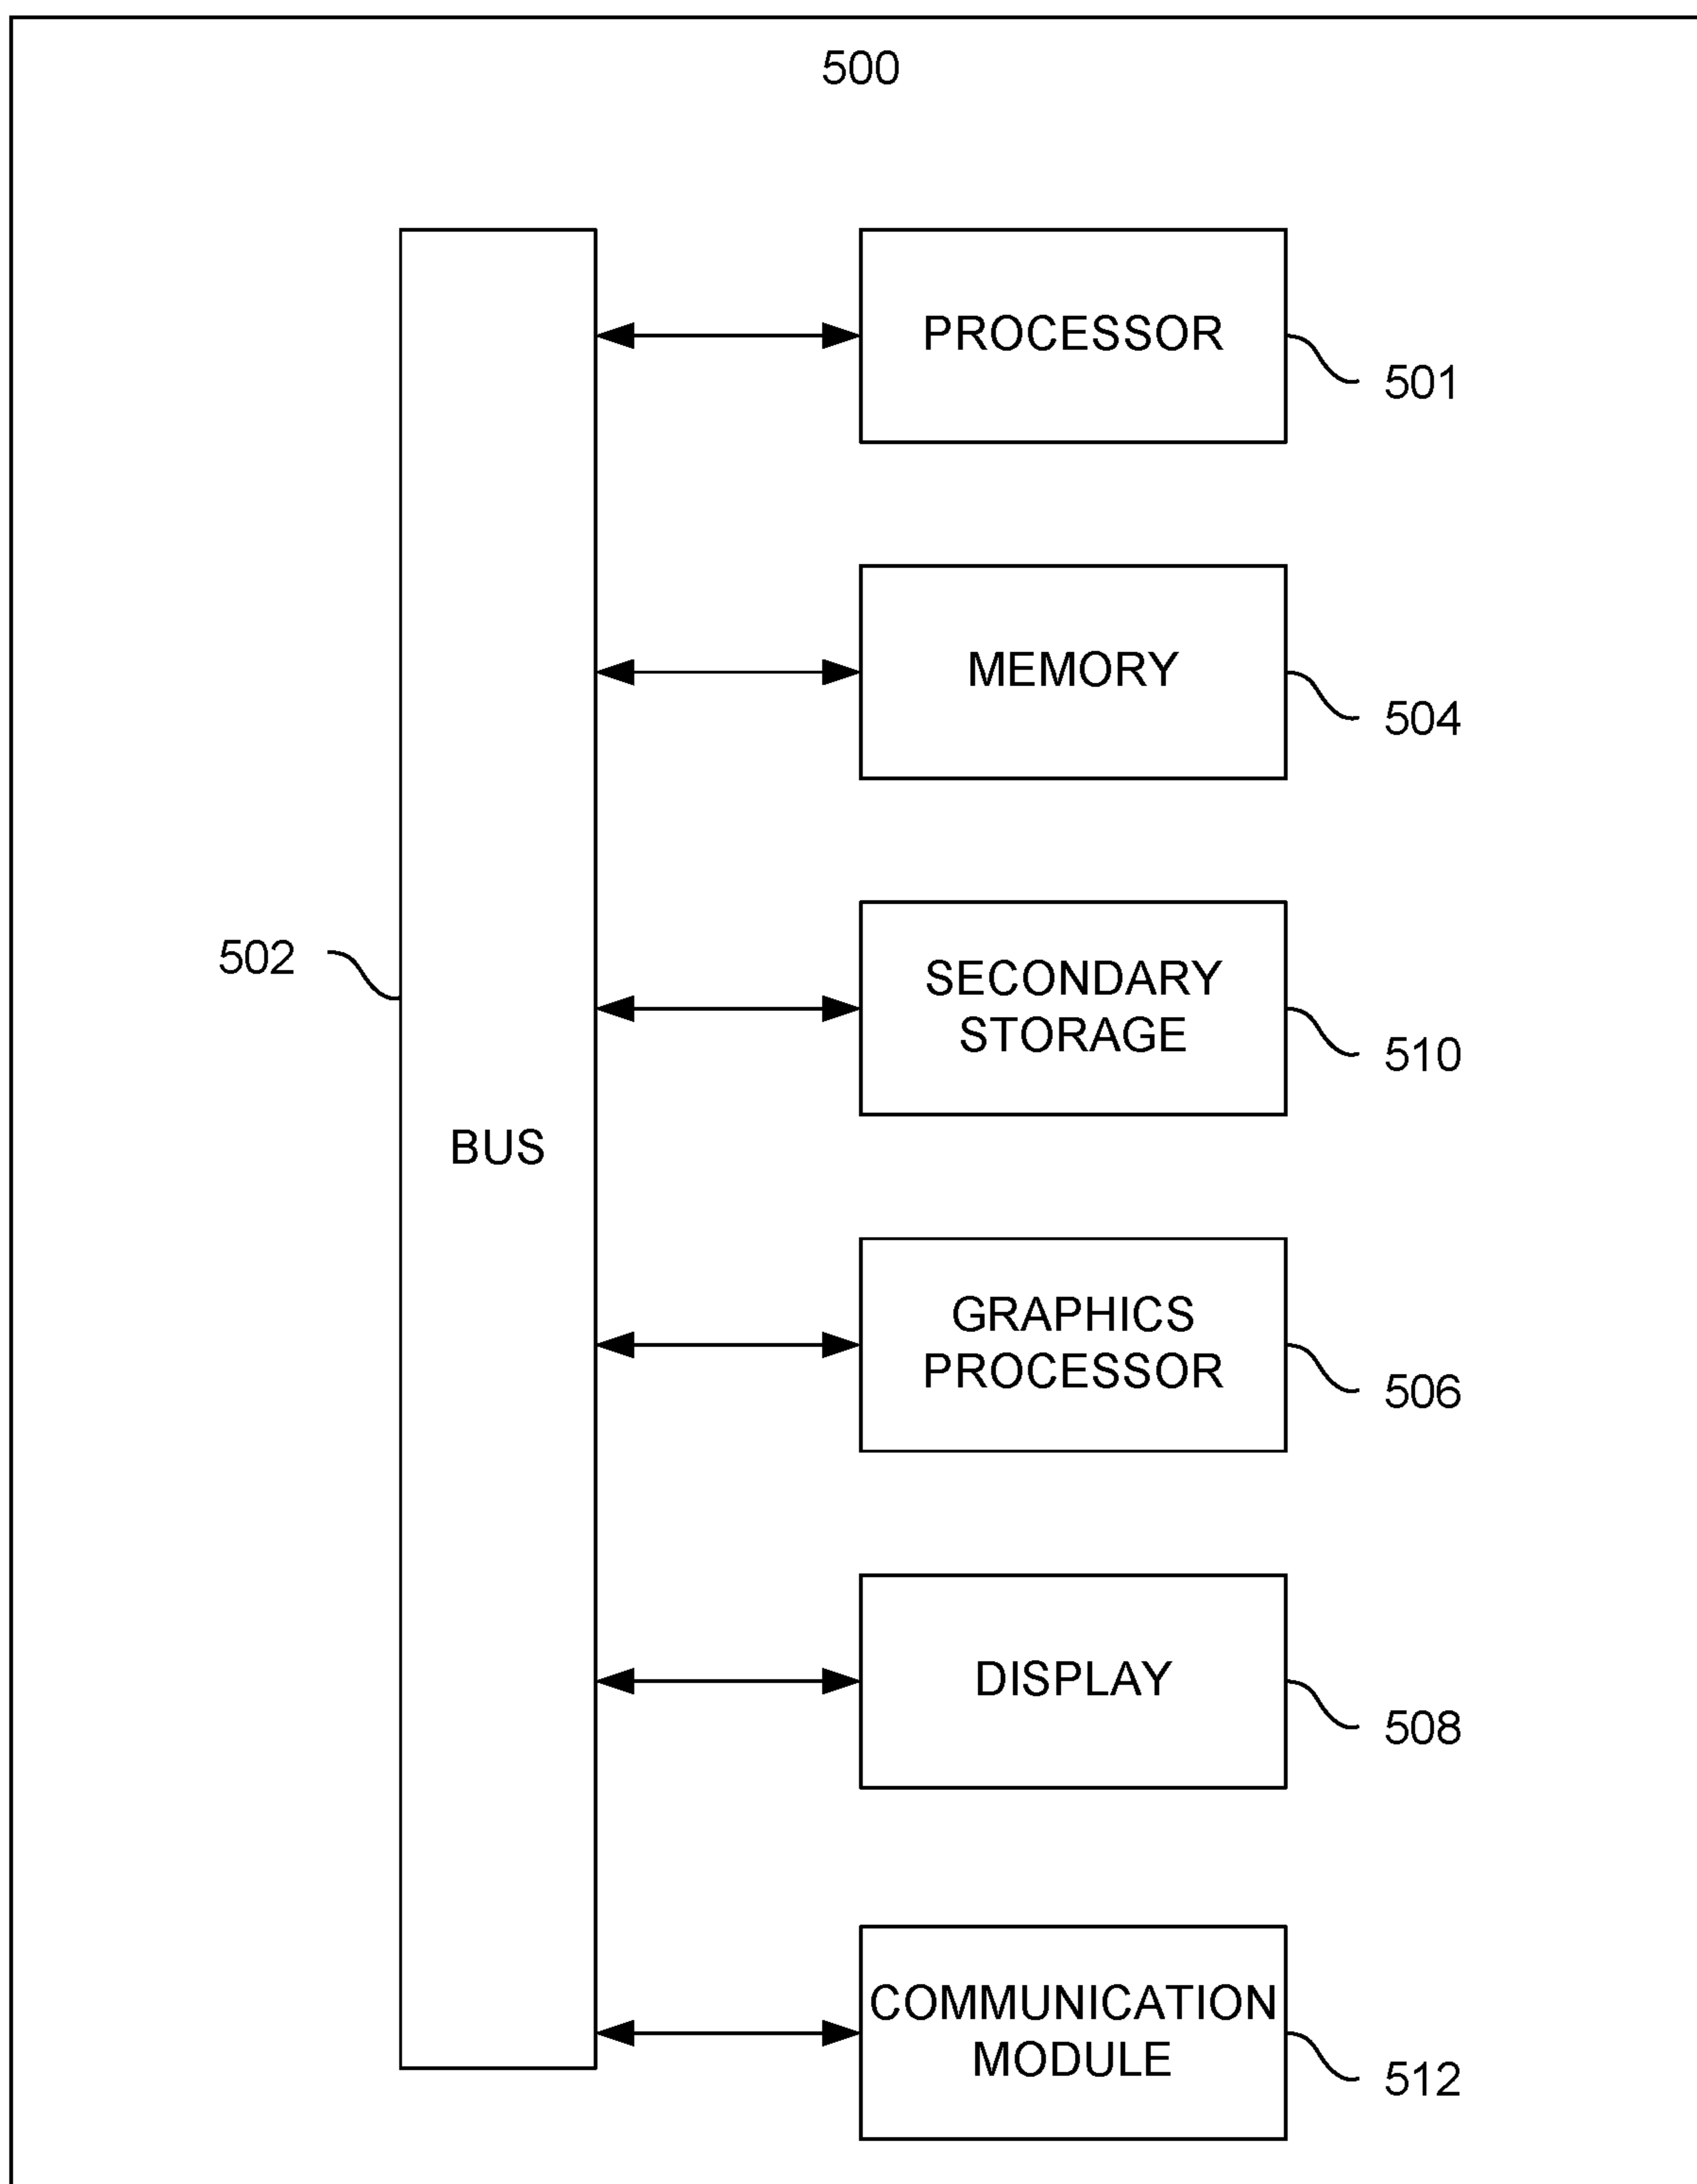 500
PROCESSOR
501
MEMORY
504
502
SECONDARY
STORAGE
510
BUS
GRAPHICS
PROCESSOR
506
DISPLAY
508
COMMUNICATION
MODULE
512